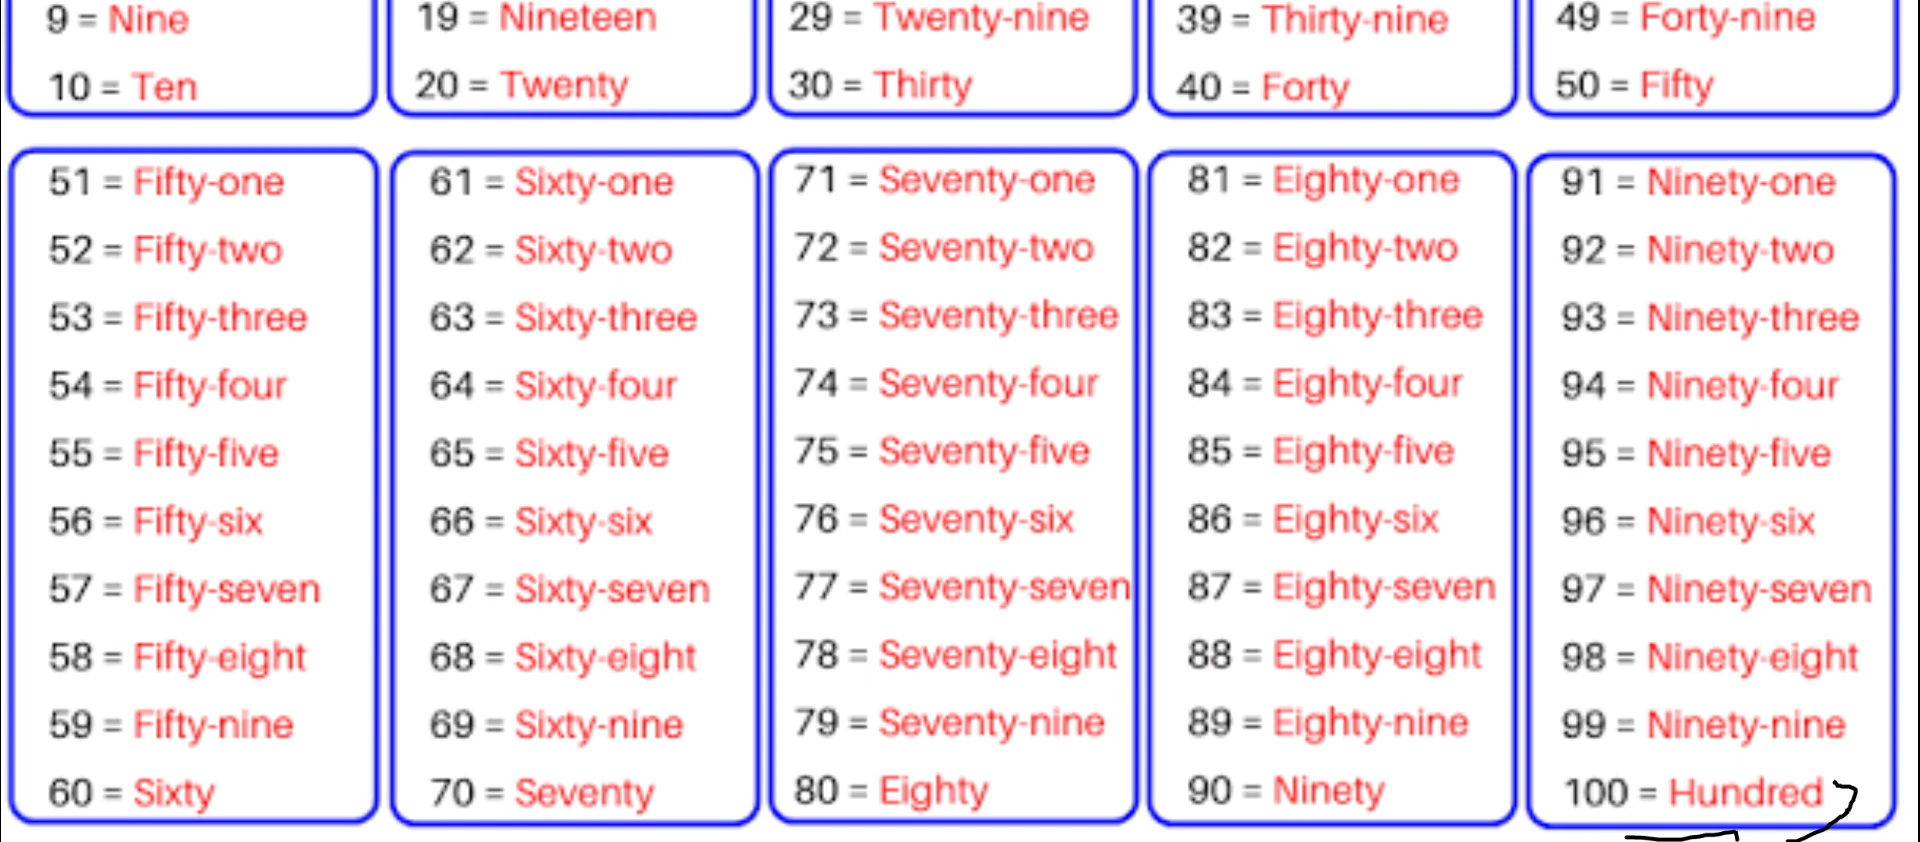 9 = Nine
10 = Ten
19 = Nineteen
20 = Twenty
29 = Twenty-nine
30 = Thirty
39 = Thirty-nine
40 = Forty
49 = Forty-nine
50 = Fifty
51 = Fifty-one
52 = Fifty-two
53 = Fifty-three
54 = Fifty-four
55 = Fifty-five
56 = Fifty-six
57 = Fifty-seven
58 = Fifty-eight
59 = Fifty-nine
60 = Sixty
61 = Sixty-one
62 = Sixty-two
63 = Sixty-three
64 = Sixty-four
65 = Sixty-five
66 = Sixty-six
67 = Sixty-seven
68 = Sixty-eight
69 = Sixty-nine
70 = Seventy
71 = Seventy-one
72 = Seventy-two
73 = Seventy-three
74 = Seventy-four
75 = Seventy-five
76 = Seventy-six
77 = Seventy-seven
78 = Seventy-eight
79 = Seventy-nine
80 = Eighty
81 = Eighty-one
82 = Eighty-two
83 = Eighty-three
84 = Eighty-four
85 = Eighty-five
86 = Eighty-six
87 = Eighty-seven
88 = Eighty-eight
89 = Eighty-nine
90 = Ninety
91 = Ninety-one
92 = Ninety-two
93 = Ninety-three
94 = Ninety-four
95 = Ninety-five
96 = Ninety-six
97 = Ninety-seven
98 = Ninety-eight
99 = Ninety-nine
100 = Hundred